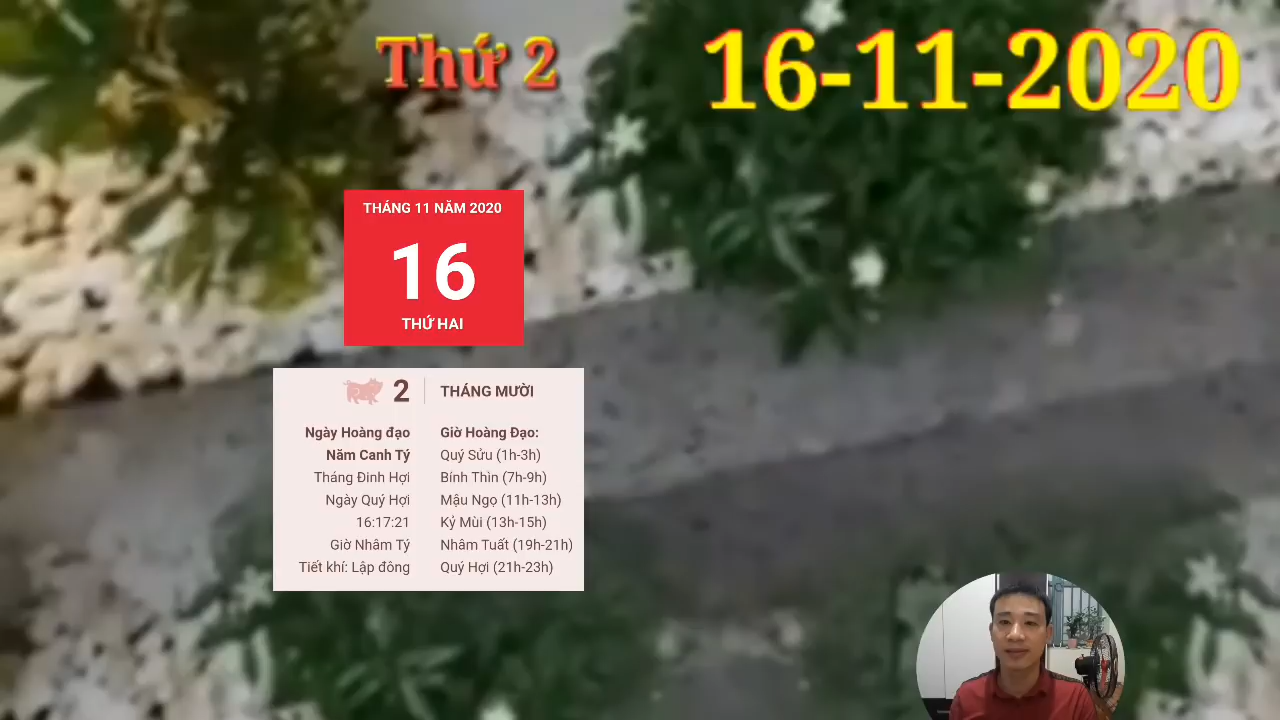 Thứ 2
16-11-2020
THÁNG 11 NĂM 2020
16
THỨ HAI
2
THÁNG MƯỜI
Ngày Hoàng đạo
Năm Canh Tý
Tháng Đinh Hợi
Ngày Quý Hợi
16:17:21
Giờ Nhâm Tý
Tiết khí: Lập đông
Giờ Hoàng Đạo:
Quý Sửu (1h-3h)
Bính Thìn (7h-9h)
Mậu Ngọ (11h-13h)
Kỷ Mùi (13h-15h)
Nhâm Tuất (19h-21h)
Quý Hợi (21h-23h)